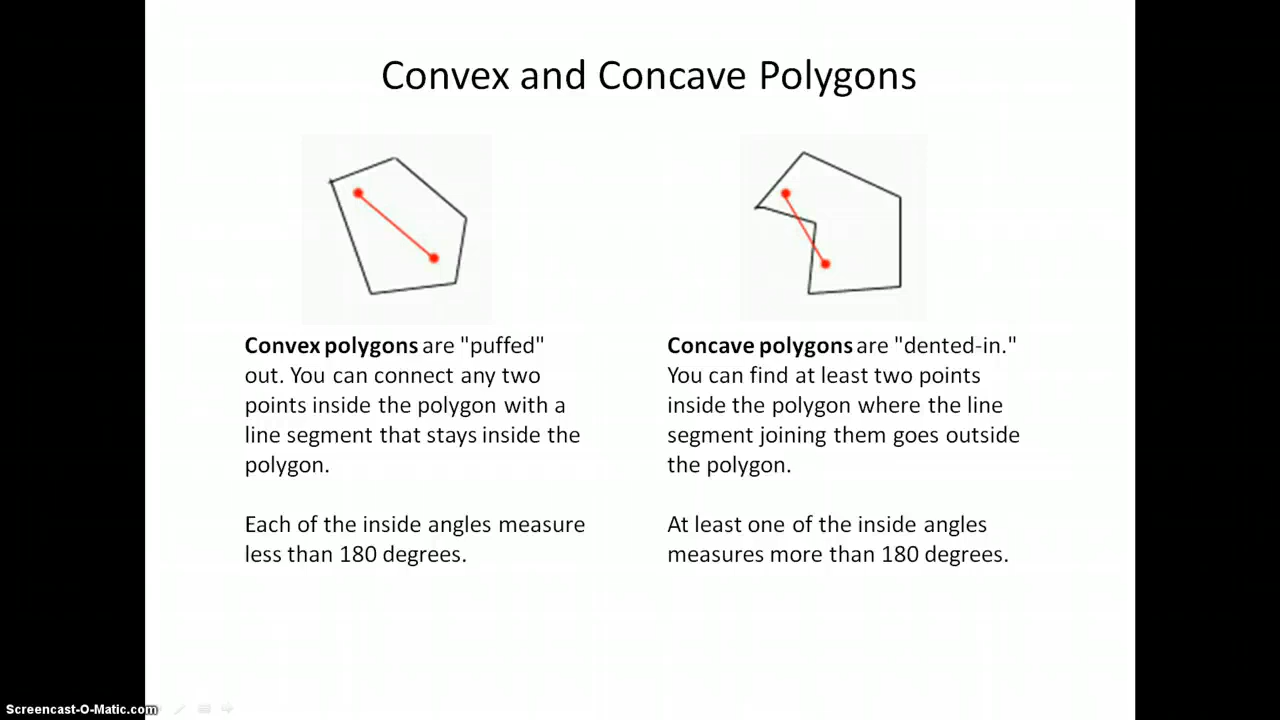 Convex and Concave Polygons
Convex polygons are "puffed"
out. You can connect any two
points inside the polygon with a
line segment that stays inside the
polygon.
Each of the inside angles measure
less than 180 degrees.
Concave polygons are "dented-in."
You can find at least two points
inside the polygon where the line
segment joining them goes outside
the polygon.
At least one of the inside angles
measures more than 180 degrees.
Screencast-O-Matic.com